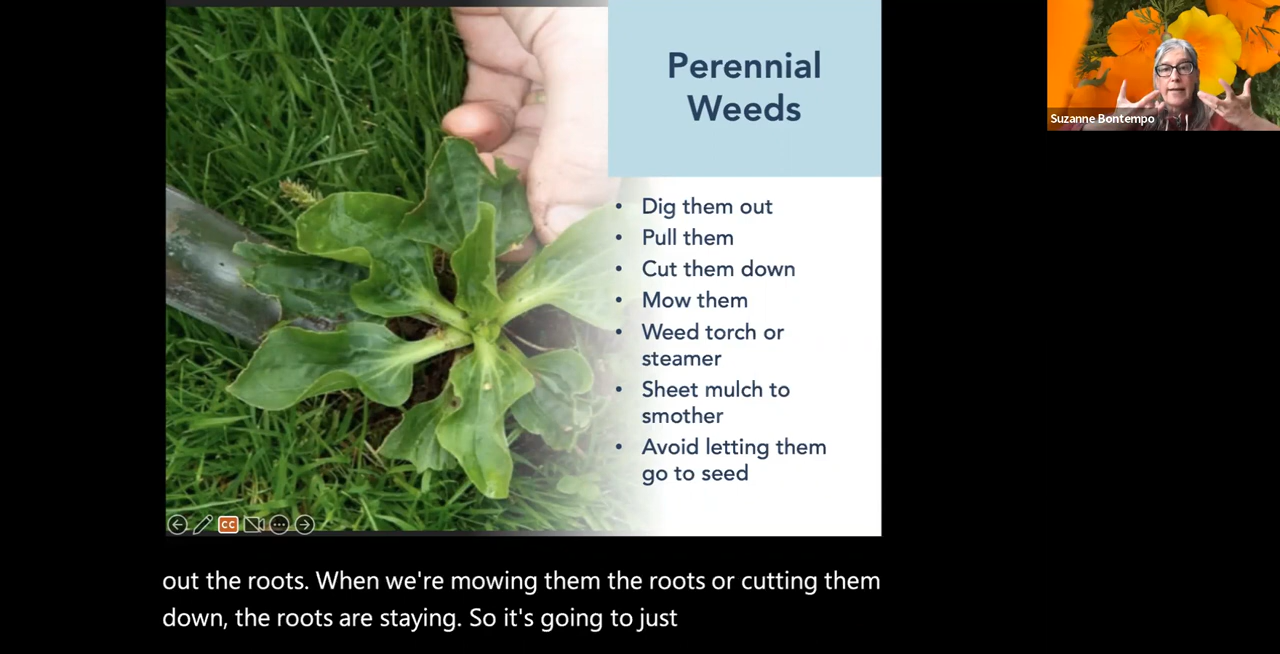 Perennial
Weeds
• Dig them out
• Pull them
• Cut them down
• Mow them
• Weed torch or
steamer
• Sheet mulch to
smother
• Avoid letting them
go to seed
Suzanne Bontempo
CC
out the roots. When we're mowing them the roots or cutting them
down, the roots are staying. So it's going to just